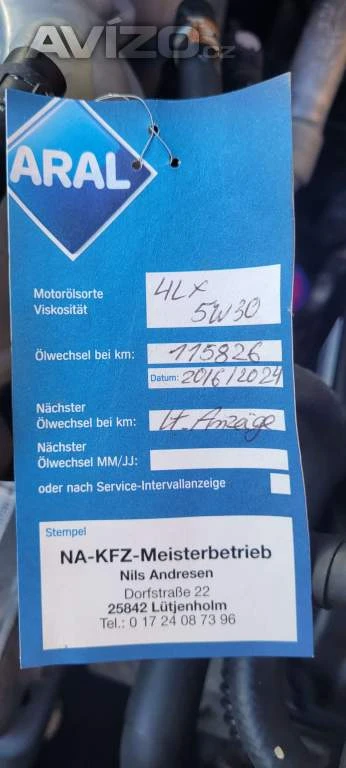 AVÍZO.cz
ARAL
Motorölsorte
Viskosität
4Lx
5W30
Ölwechsel bei km:
115826
Datum:
20/6/2024
Nächster
Ölwechsel bei km:
lt. Anzeige
Nächster
Ölwechsel MM/JJ:
oder nach Service-Intervallanzeige
Stempel
NA-KFZ-Meisterbetrieb
Nils Andresen
Dorfstraße 22
25842 Lütjenholm
Tel.: 0 17 24 08 73 96